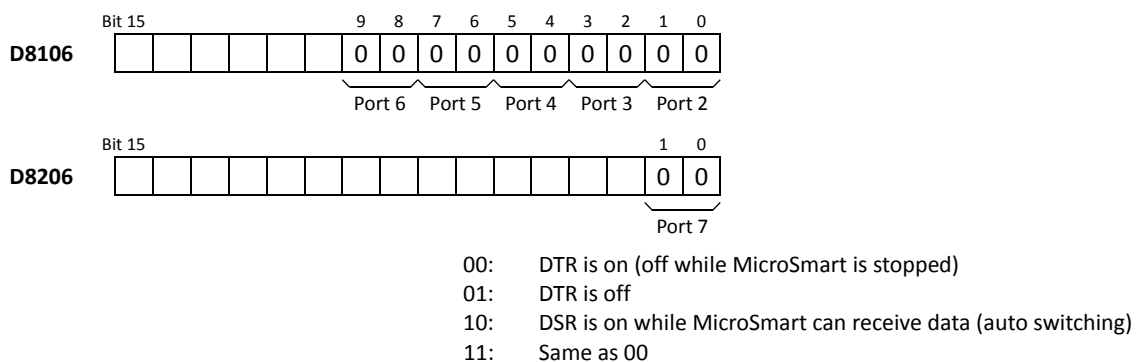 Bit 15 9 8 7 6 5 4 3 2 1 0
D8106 0 0 0 0 0 0 0 0 0 0
Port 6 Port 5 Port 4 Port 3 Port 2
Bit 15 1 0
D8206 0 0
Port 7
00: DTR is on (off while MicroSmart is stopped)
01: DTR is off
10: DSR is on while MicroSmart can receive data (auto switching)
11: Same as 00